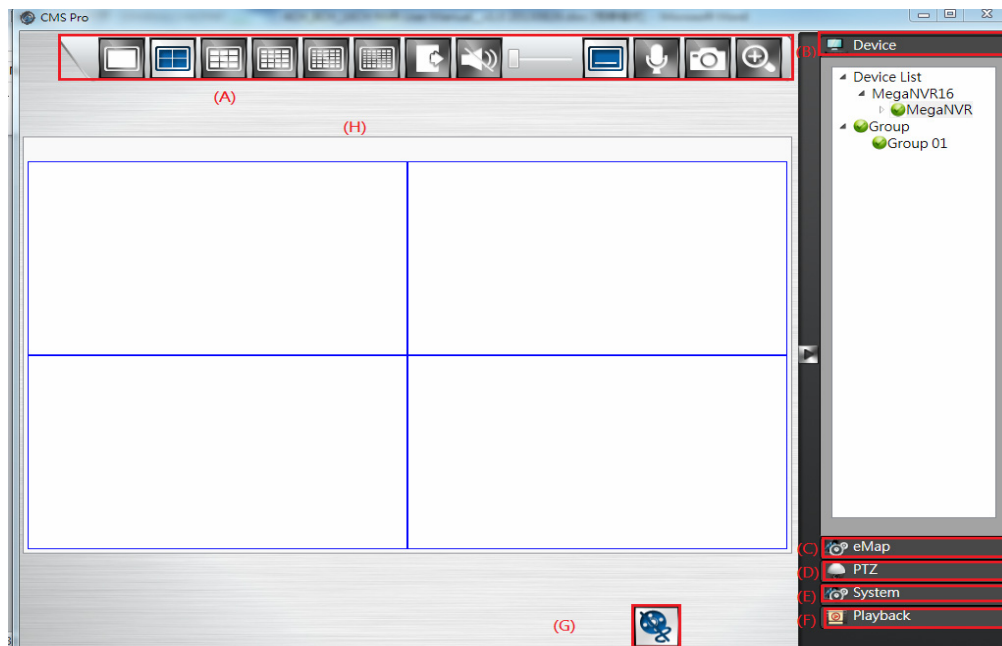 CMS Pro
(A)
(H)
(B) Device
Device List
MegaNVR16
MegaNVR
Group
Group 01
(C) eMap
(D) PTZ
(E) System
(F) Playback
(G)